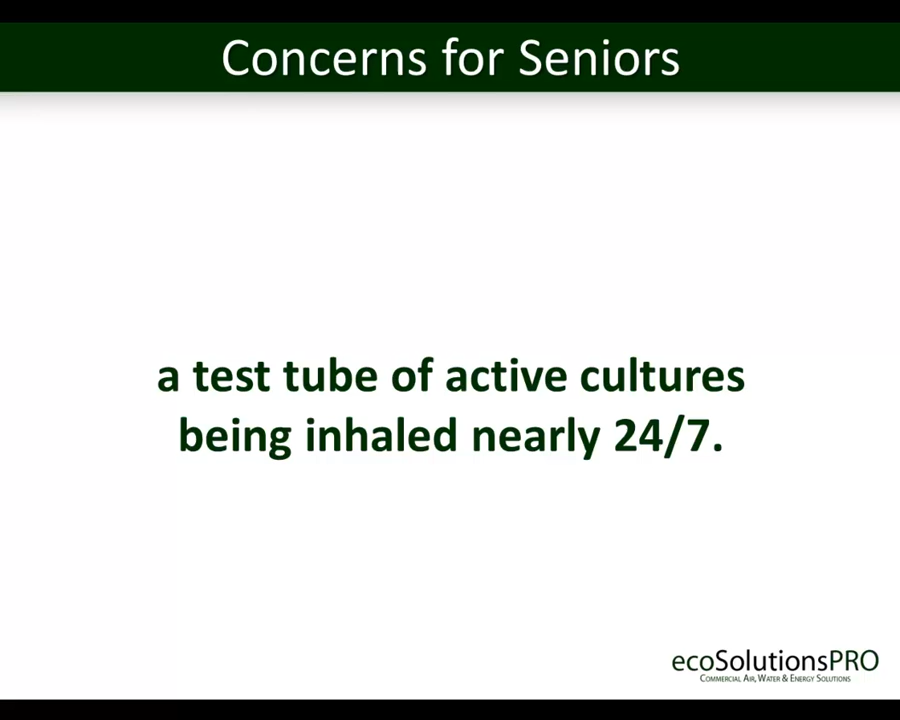 Concerns for Seniors
a test tube of active cultures
being inhaled nearly 24/7.
ecoSolutionsPRO
Commercial Air, Water & Energy Solutions